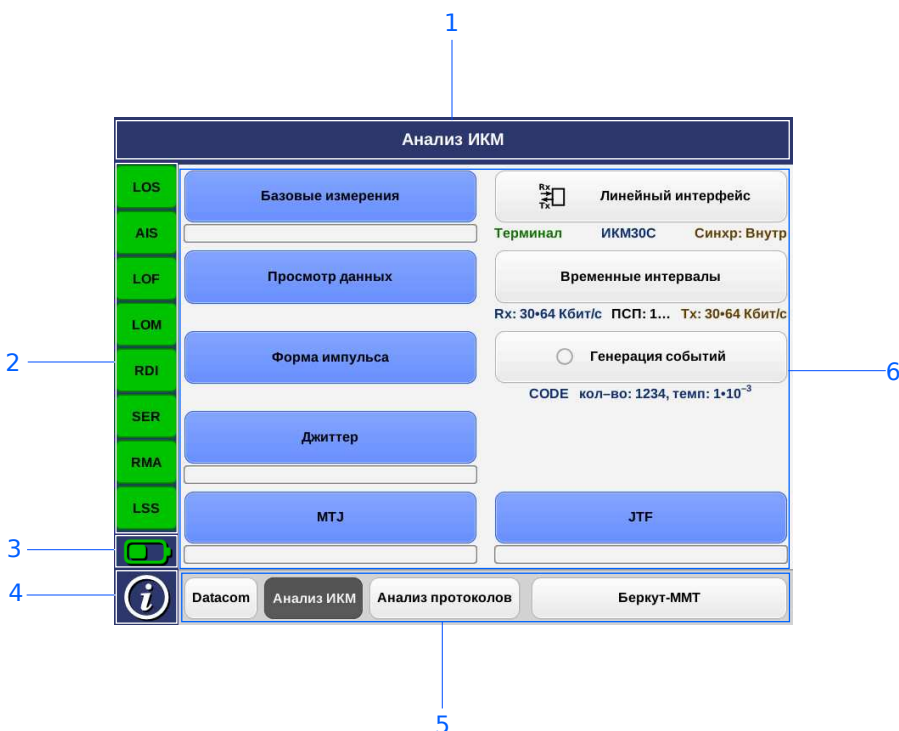 1
Анализ ИКМ
LOS
AIS
LOF
LOM
RDI
SER
RMA
LSS
2
3
4
Базовые измерения
Просмотр данных
Форма импульса
Джиттер
MTJ
Rx
Tx
Линейный интерфейс
Терминал ИКМ30С Синхр: Внутр
Временные интервалы
Rx: 30•64 Кбит/с ПСП: 1... Tx: 30•64 Кбит/с
Генерация событий
CODE кол-во: 1234, темп: 1•10⁻³
JTF
6
i
Datacom Анализ ИКМ Анализ протоколов Беркут-ММТ
5